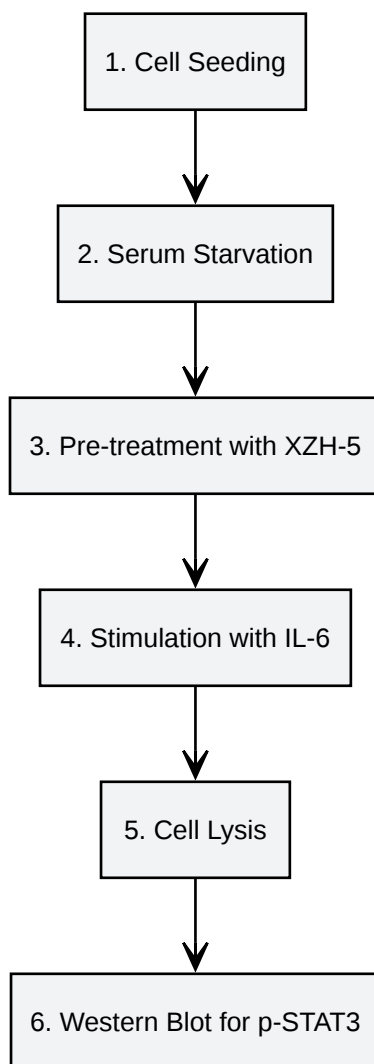 1. Cell Seeding
2. Serum Starvation
3. Pre-treatment with XZH-5
4. Stimulation with IL-6
5. Cell Lysis
6. Western Blot for p-STAT3